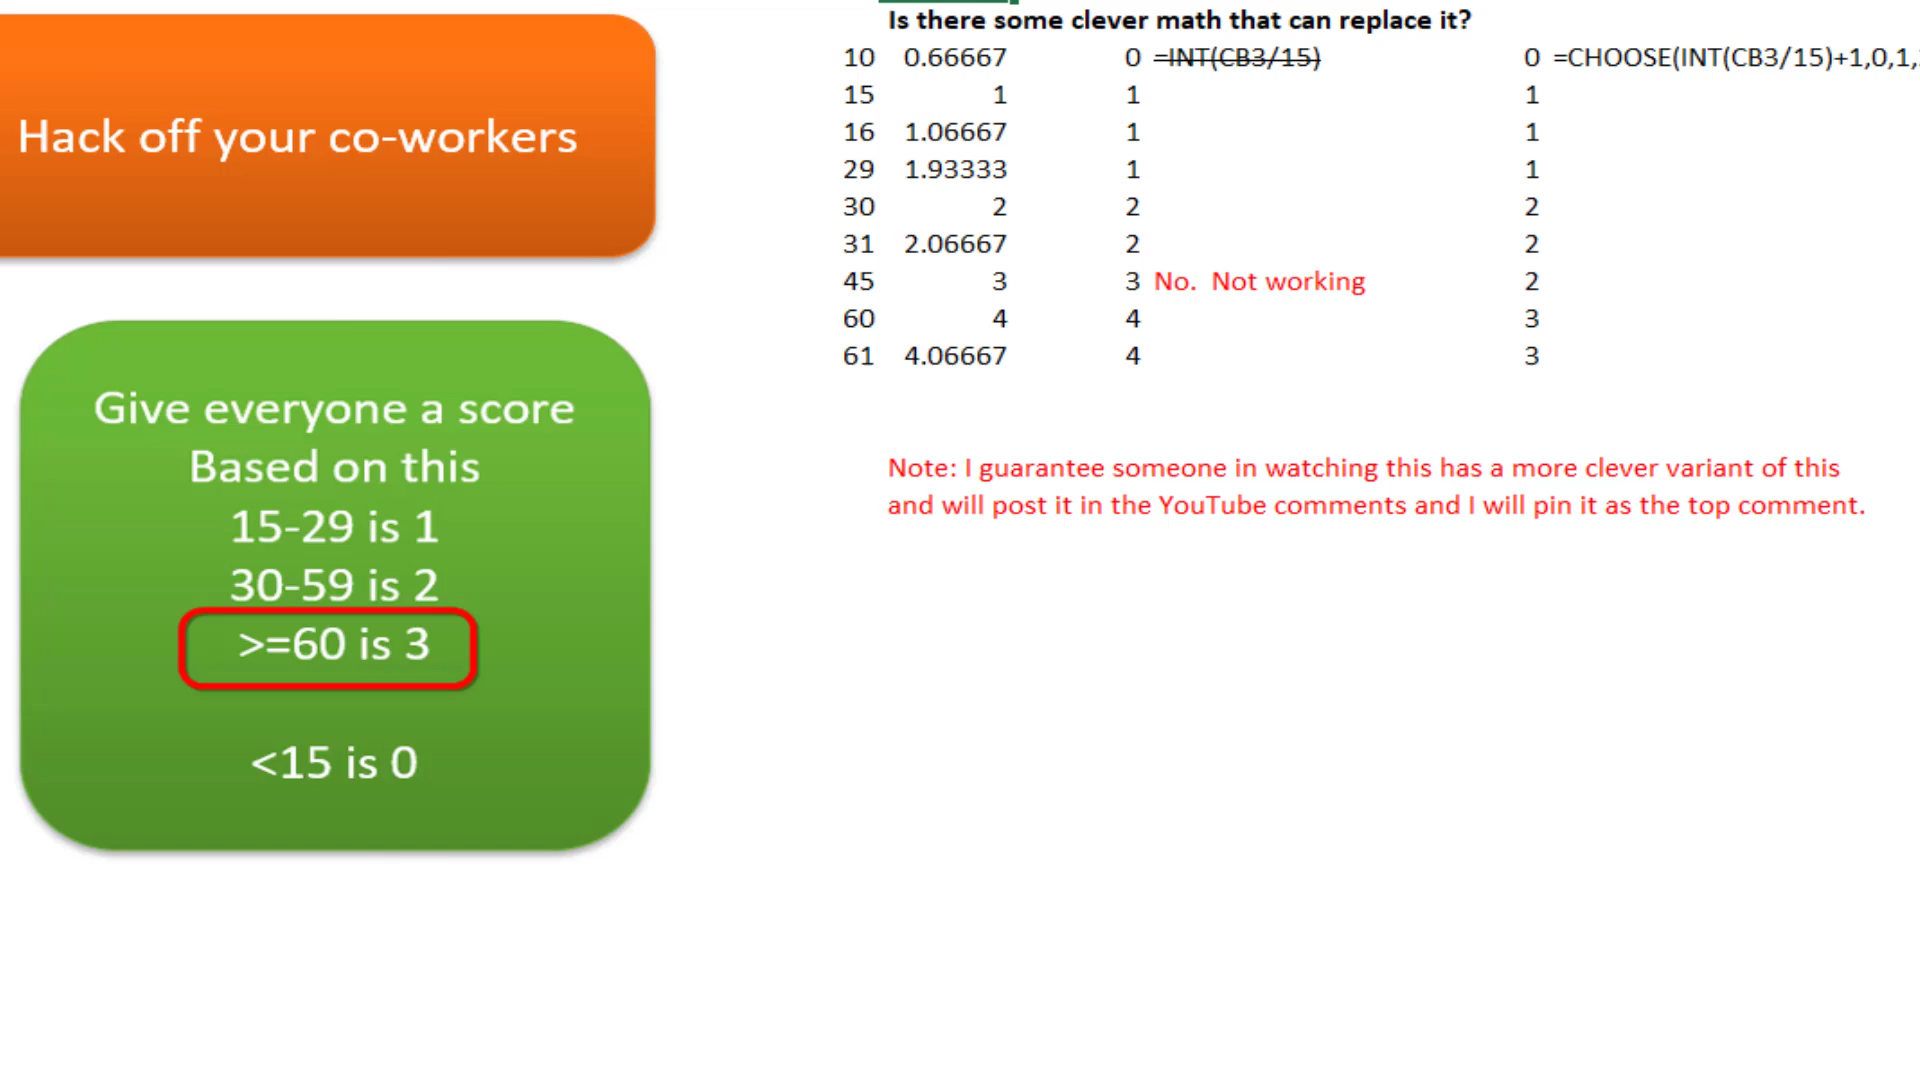 Hack off your co-workers
Give everyone a score
Based on this
15-29 is 1
30-59 is 2
>=60 is 3
<15 is 0
Is there some clever math that can replace it?
10 0.66667 0 =INT(CB3/15) 0 =CHOOSE(INT(CB3/15)+1,0,1,
15 1 1 1
16 1.06667 1 1
29 1.93333 1 1
30 2 2 2
31 2.06667 2 2
45 3 3 No. Not working 2
60 4 4 3
61 4.06667 4 3
Note: I guarantee someone in watching this has a more clever variant of this
and will post it in the YouTube comments and I will pin it as the top comment.